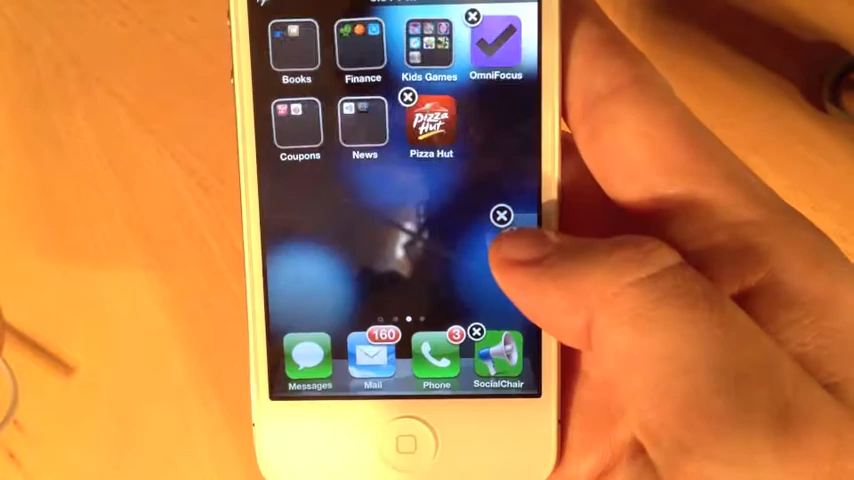 Books
Finance
Kids Games
OmniFocus
Coupons
News
Pizza Hut
Pizza Hut
160
3
Messages
Mail
Phone
SocialChair